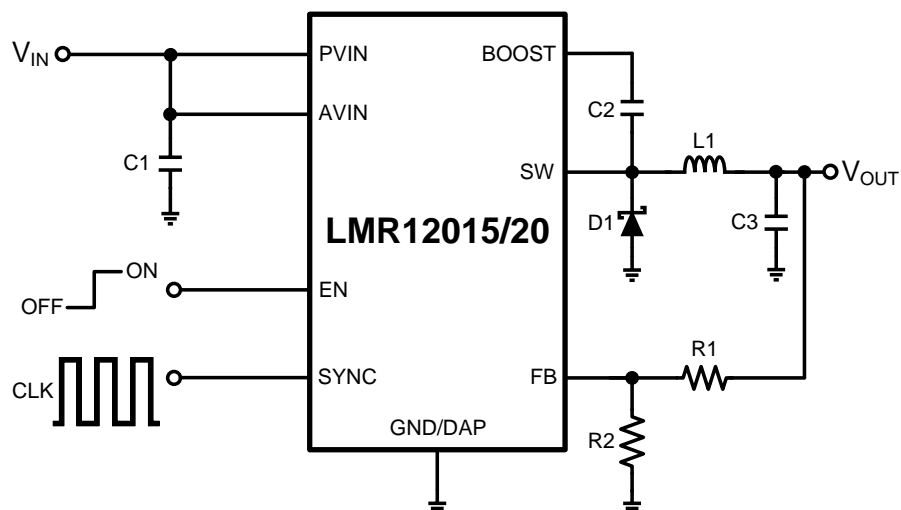 VIN
PVIN
BOOST
AVIN
C2
C1
L1
SW
VOUT
D1
C3
LMR12015/20
ON
OFF
EN
CLK
SYNC
FB
R1
GND/DAP
R2